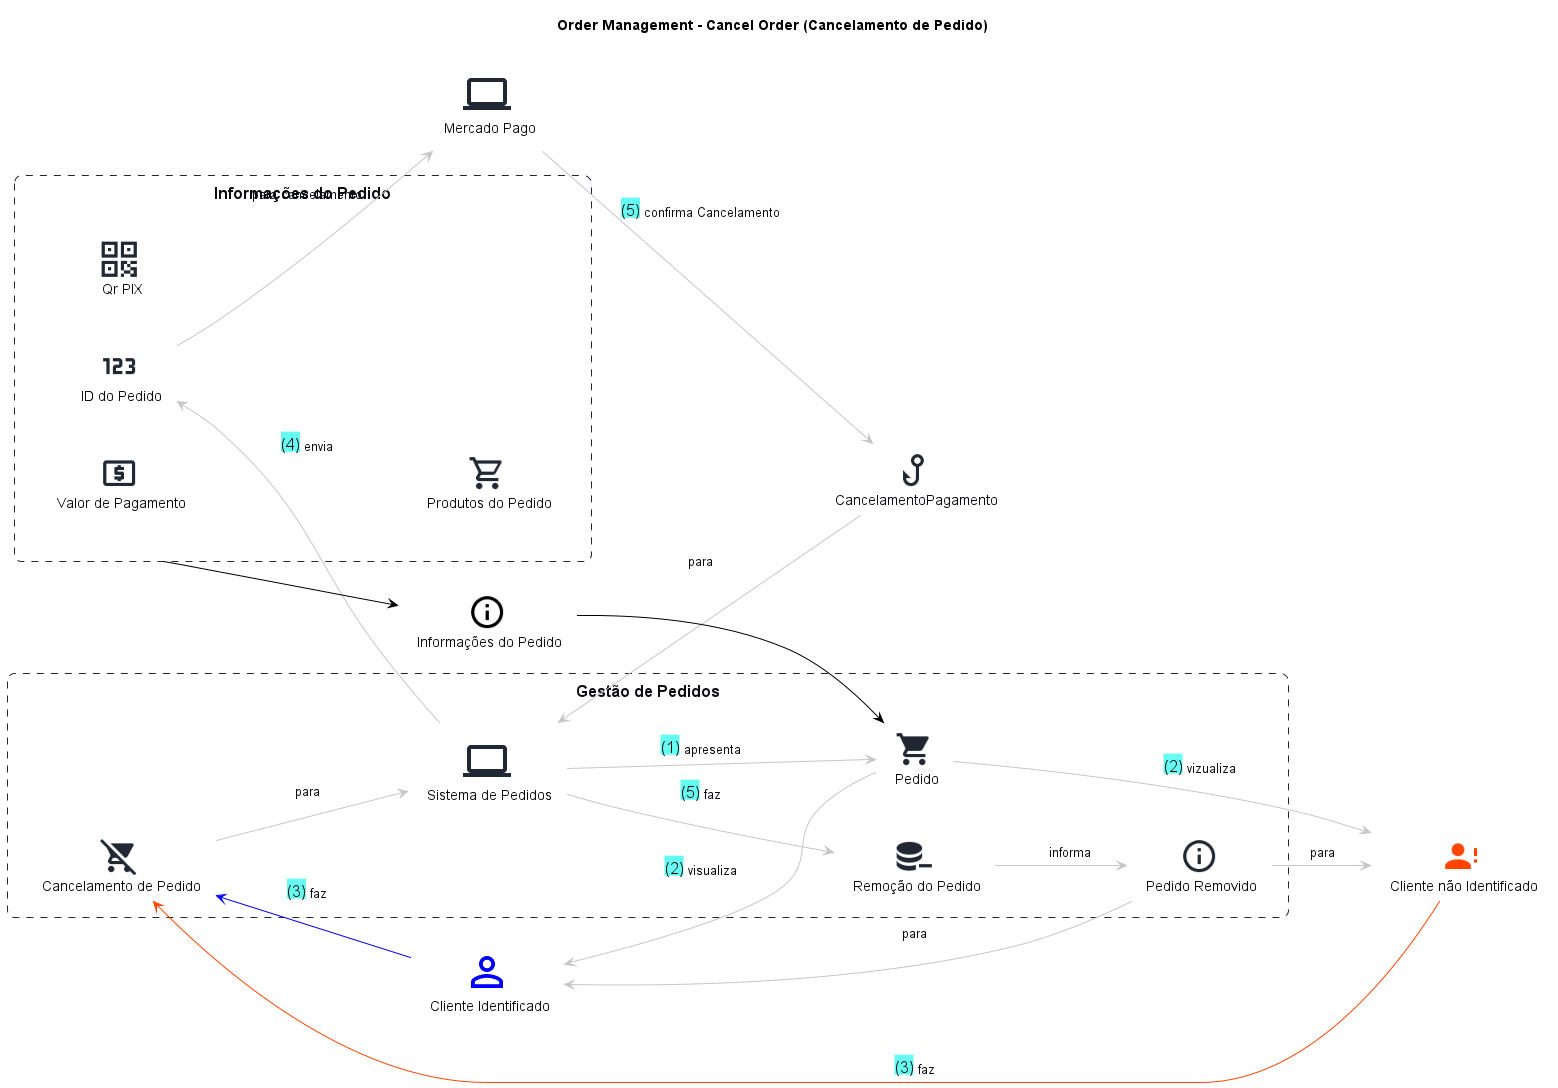 Order Management - Cancel Order (Cancelamento de Pedido)
Mercado Pago
Informações do Pedido
para cancelamento
(5) confirma Cancelamento
Qr PIX
123
ID do Pedido
(4) envia
Valor de Pagamento
Produtos do Pedido
CancelamentoPagamento
para
Informações do Pedido
Gestão de Pedidos
(1) apresenta
Pedido
(2) vizualiza
para
Sistema de Pedidos
(5) faz
(2) visualiza
informa
para
Cancelamento de Pedido
Remoção do Pedido
Pedido Removido
Cliente não Identificado
(3) faz
para
Cliente Identificado
(3) faz